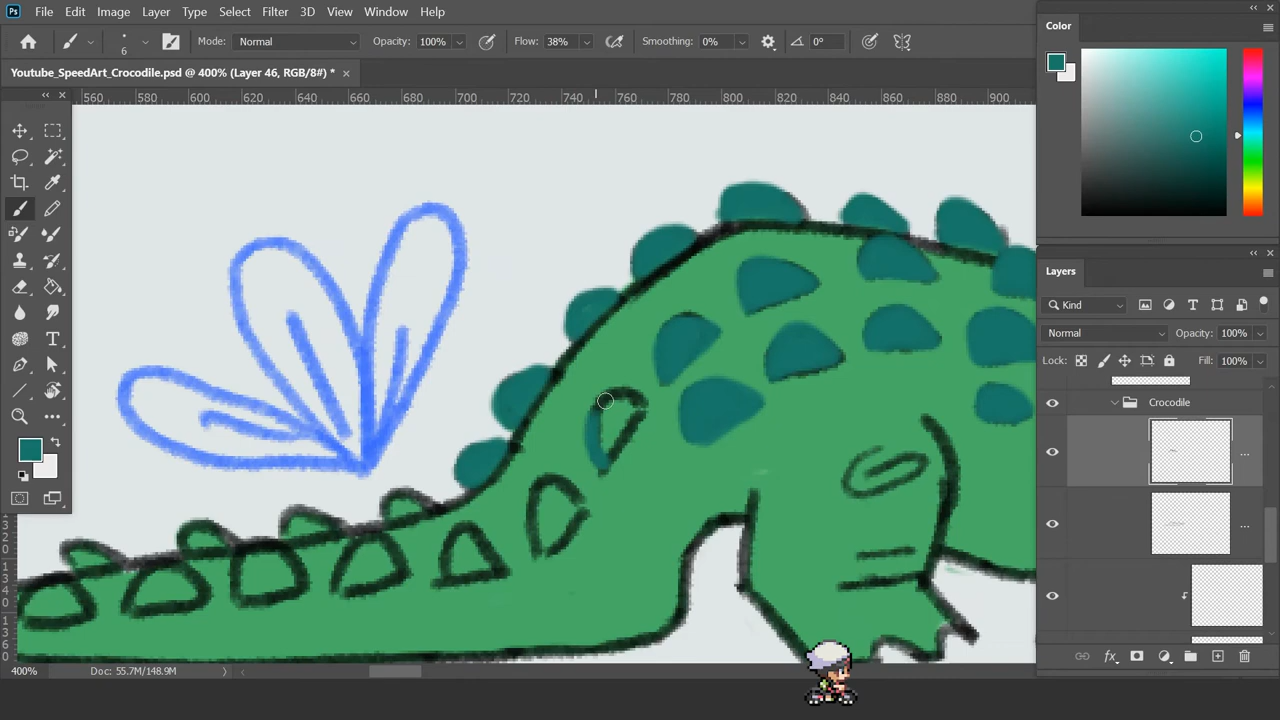 Ps File Edit Image Layer Type Select Filter 3D View Window Help
6 Mode: Normal Opacity: 100% Flow: 38% Smoothing: 0% 0°
Youtube_SpeedArt_Crocodile.psd @ 400% (Layer 46, RGB/8#) * ×
560 580 600 620 640 660 680 700 720 740 760 780 800 820 840 860 880 900
Color
Layers
Kind
Normal Opacity: 100%
Lock: Fill: 100%
Crocodile
400% Doc: 55.7M/148.9M